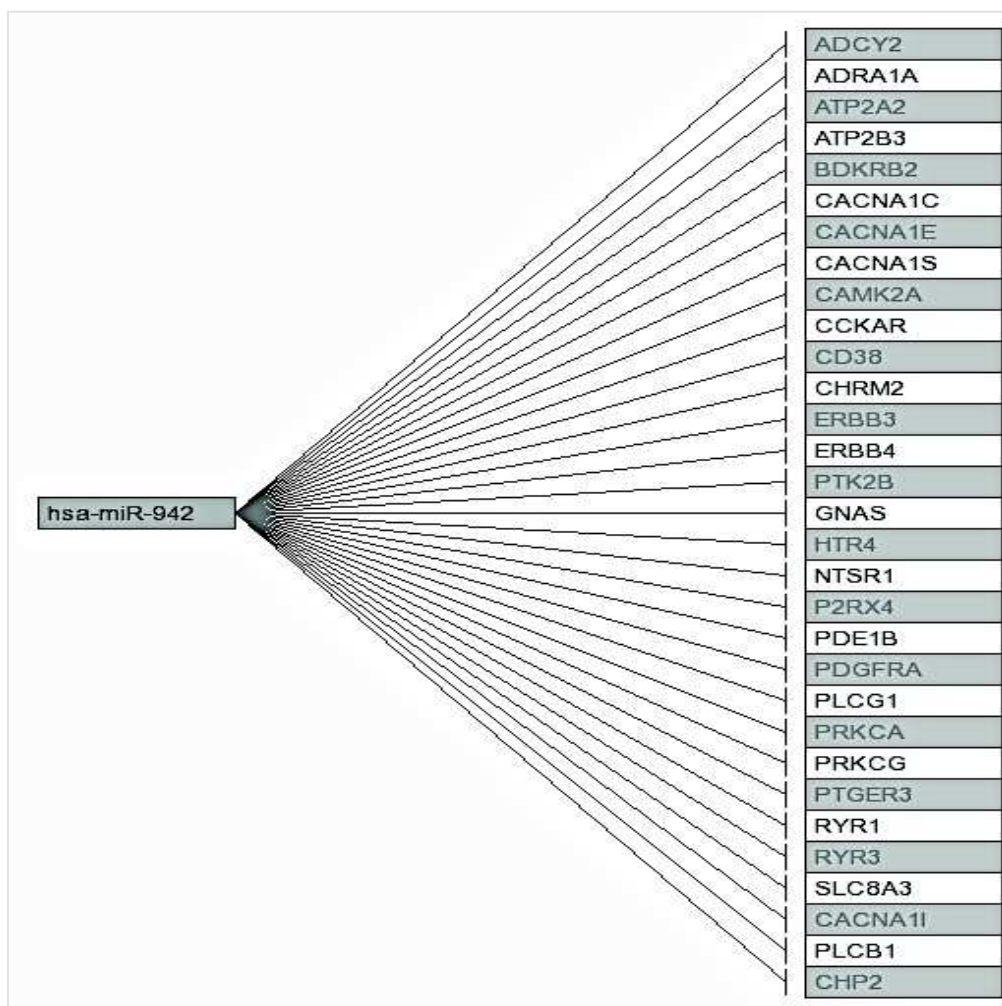 ADCY2
ADRA1A
ATP2A2
ATP2B3
BDKRB2
CACNA1C
CACNA1E
CACNA1S
CAMK2A
CCKAR
CD38
CHRM2
ERBB3
ERBB4
PTK2B
hsa-miR-942
GNAS
HTR4
NTSR1
P2RX4
PDE1B
PDGFRA
PLCG1
PRKCA
PRKCG
PTGER3
RYR1
RYR3
SLC8A3
CACNA1I
PLCB1
CHP2